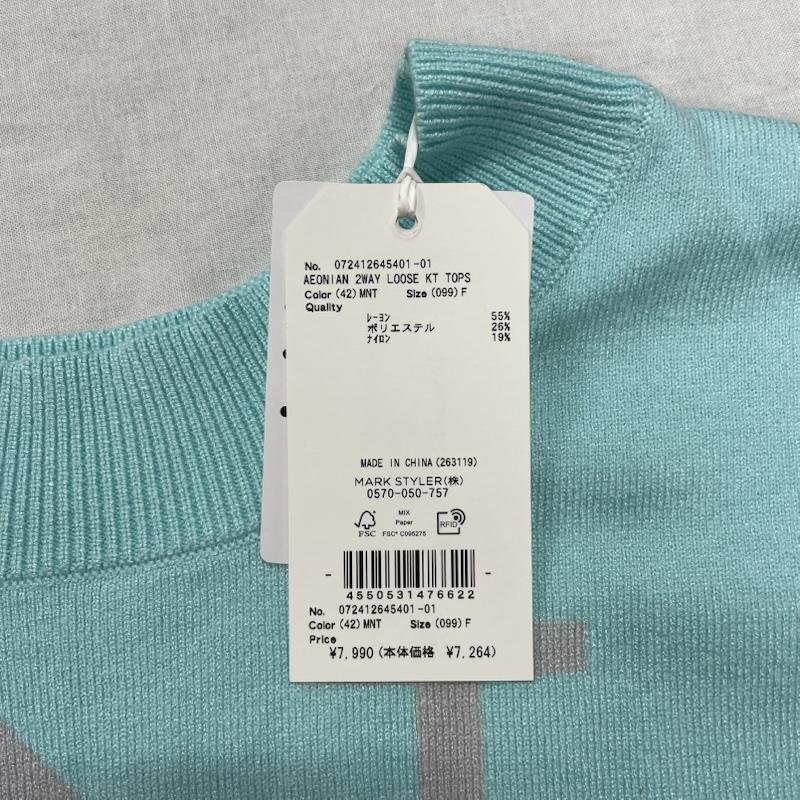 No. 072412645401-01
AEONIAN 2WAY LOOSE KT TOPS
Color (42)MNT Size (099)F
Quality
ﾚｰﾖﾝ 55%
ポリエステル 26%
ﾅｲﾛﾝ 19%
MADE IN CHINA(263119)
MARK STYLER(株)
0570-050-757
FSC
MIX
Paper
FSC® C095275
RFID
4550531476622
No. 072412645401-01
Color (42)MNT Size (099)F
Price
¥7,990(本体価格 ¥7,264)